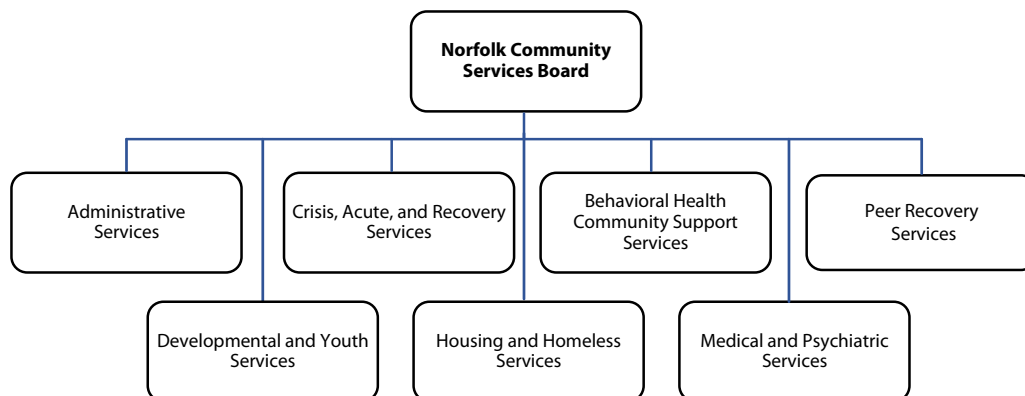 Norfolk Community
Services Board
Administrative
Services
Crisis, Acute, and Recovery
Services
Behavioral Health
Community Support
Services
Peer Recovery
Services
Developmental and Youth
Services
Housing and Homeless
Services
Medical and Psychiatric
Services